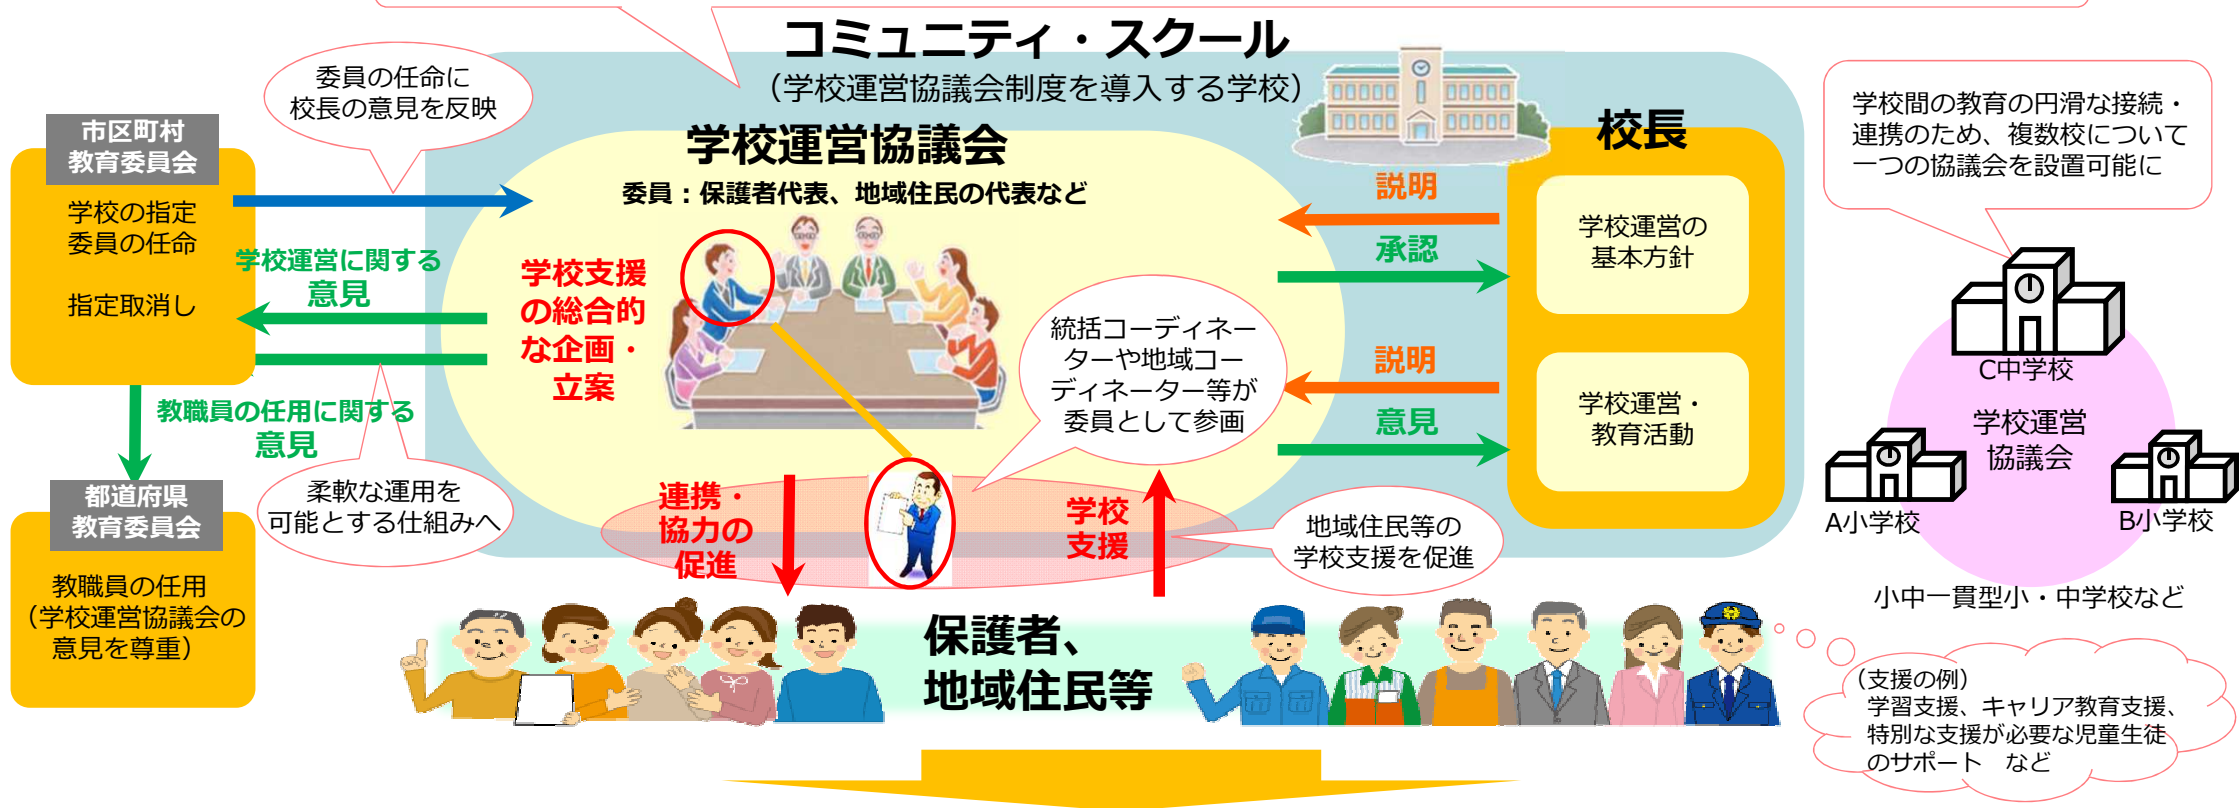 コミュニティ・スクール
（学校運営協議会制度を導入する学校）
委員の任命に
校長の意見を反映
市区町村
教育委員会
学校の指定
委員の任命
指定取消し
学校運営に関する
意見
教職員の任用に関する
意見
柔軟な運用を
可能とする仕組みへ
都道府県
教育委員会
教職員の任用
（学校運営協議会の
意見を尊重）
学校運営協議会
委員：保護者代表、地域住民の代表など
学校支援
の総合的
な企画・
立案
統括コーディネー
ターや地域コー
ディネーター等が
委員として参画
連携・
協力の
促進
学校
支援
地域住民等の
学校支援を促進
説明
承認
説明
意見
校長
学校運営の
基本方針
学校運営・
教育活動
学校間の教育の円滑な接続・
連携のため、複数校について
一つの協議会を設置可能に
C中学校
学校運営
協議会
A小学校
B小学校
小中一貫型小・中学校など
保護者、
地域住民等
（支援の例）
学習支援、キャリア教育支援、
特別な支援が必要な児童生徒
のサポート　など